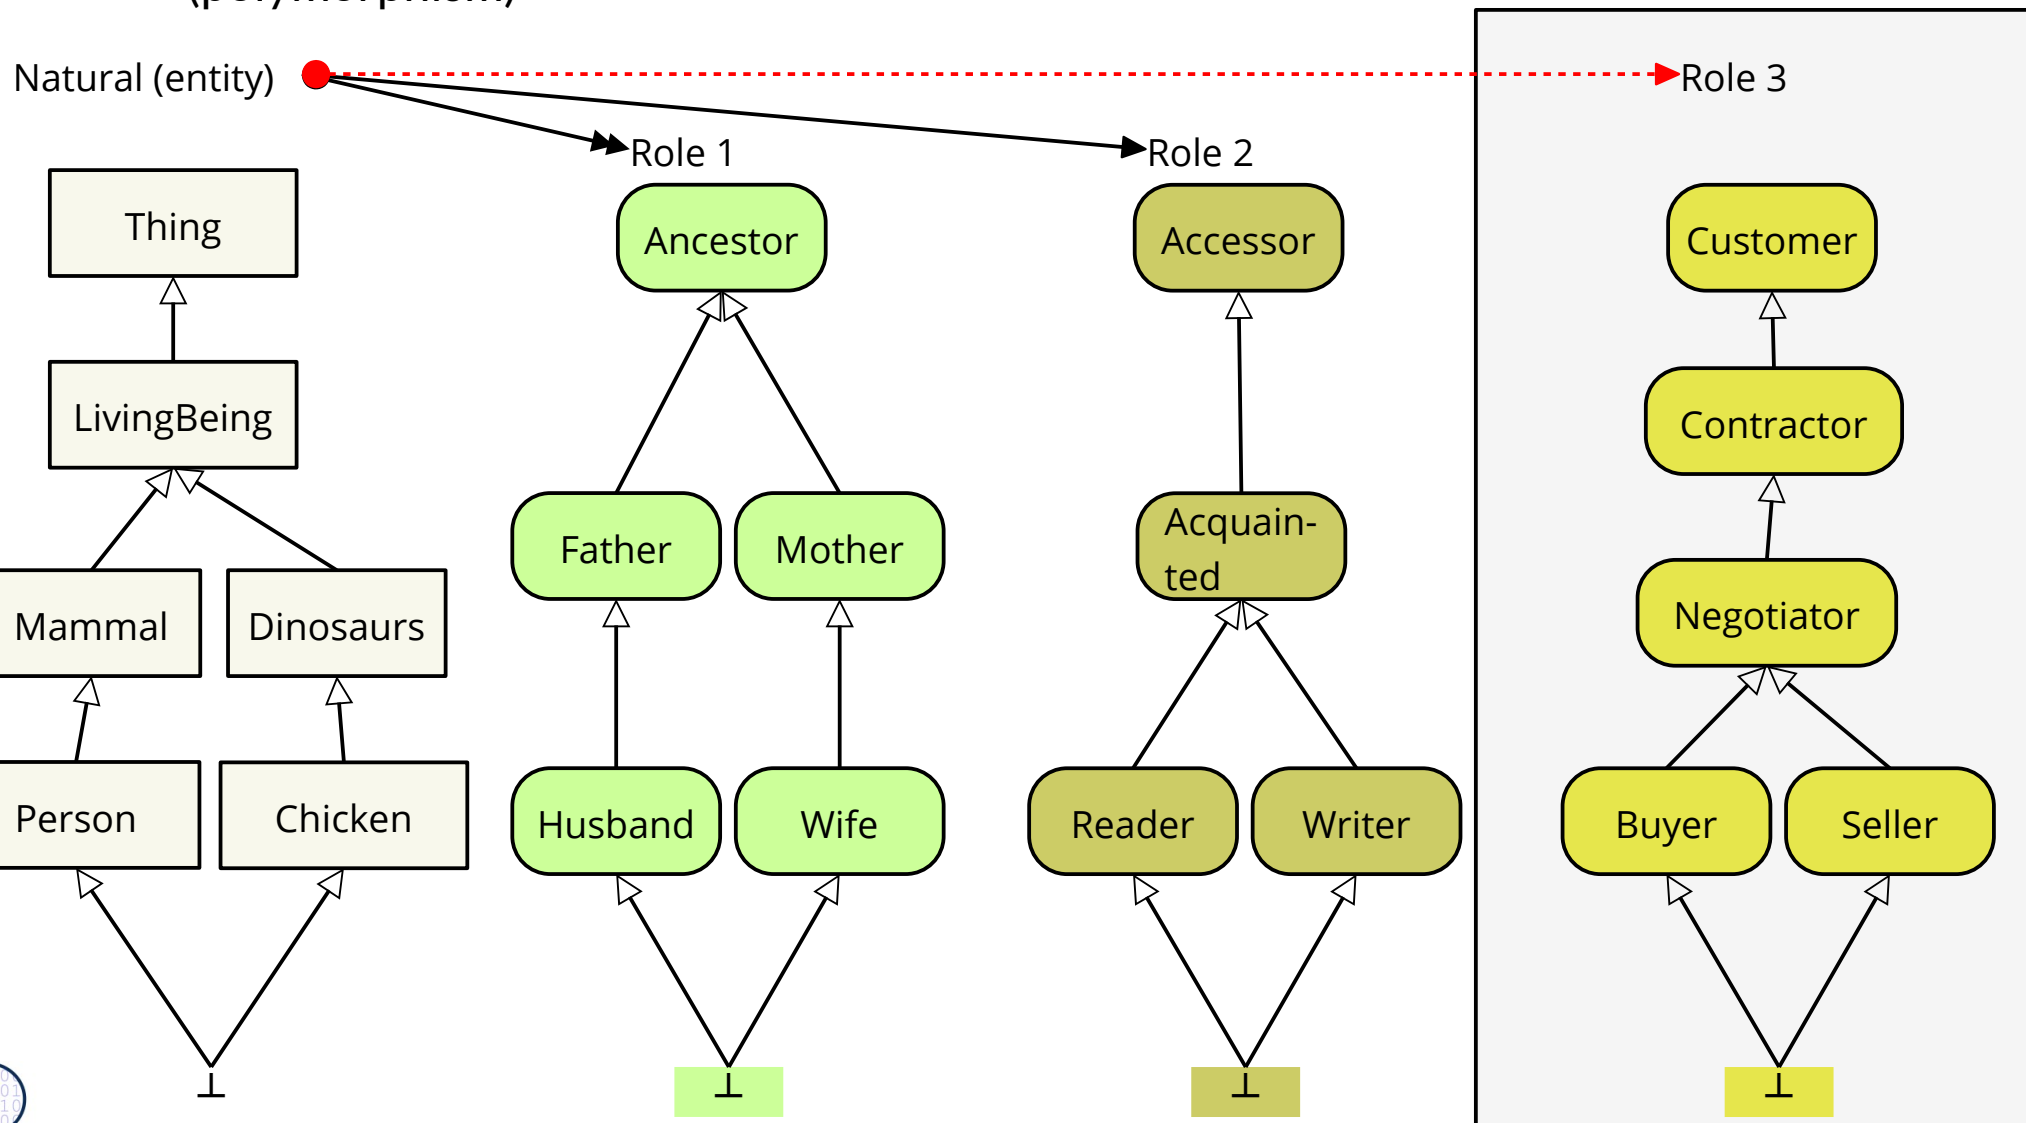 (polymorphism)
Natural (entity)
Role 3
Role 1
Role 2
Thing
Ancestor
Accessor
Customer
LivingBeing
Contractor
Father
Mother
Acquain-
ted
Mammal
Dinosaurs
Negotiator
Person
Chicken
Husband
Wife
Reader
Writer
Buyer
Seller
⊥
⊥
⊥
⊥